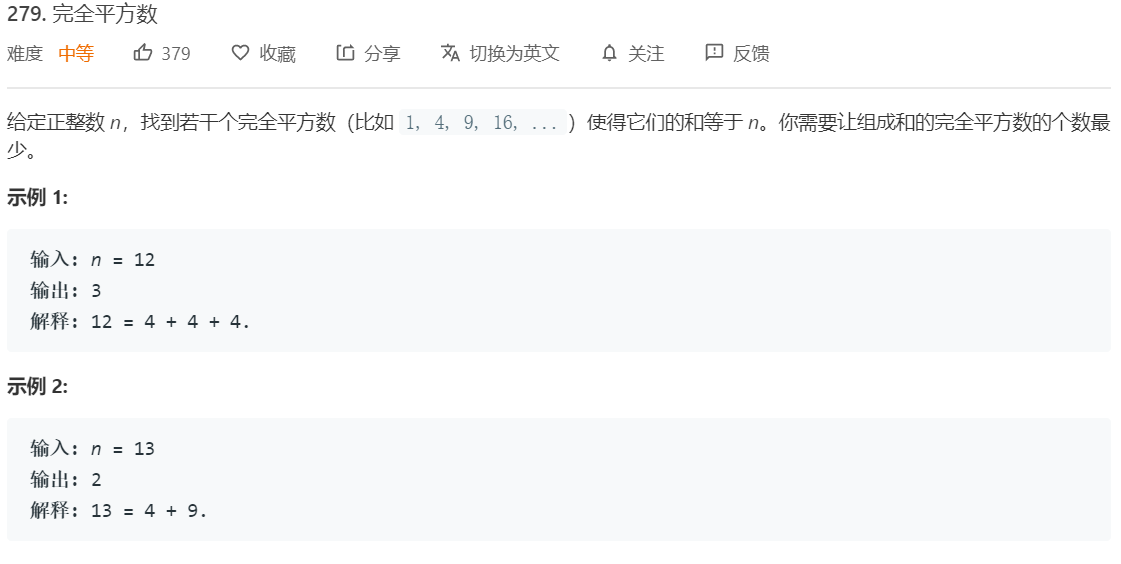 279. 完全平方数
难度 中等 379 收藏 分享 切换为英文 关注 反馈
给定正整数 n，找到若干个完全平方数（比如 1, 4, 9, 16, ...）使得它们的和等于 n。你需要让组成和的完全平方数的个数最
少。
示例 1:
输入: n = 12
输出: 3
解释: 12 = 4 + 4 + 4.
示例 2:
输入: n = 13
输出: 2
解释: 13 = 4 + 9.